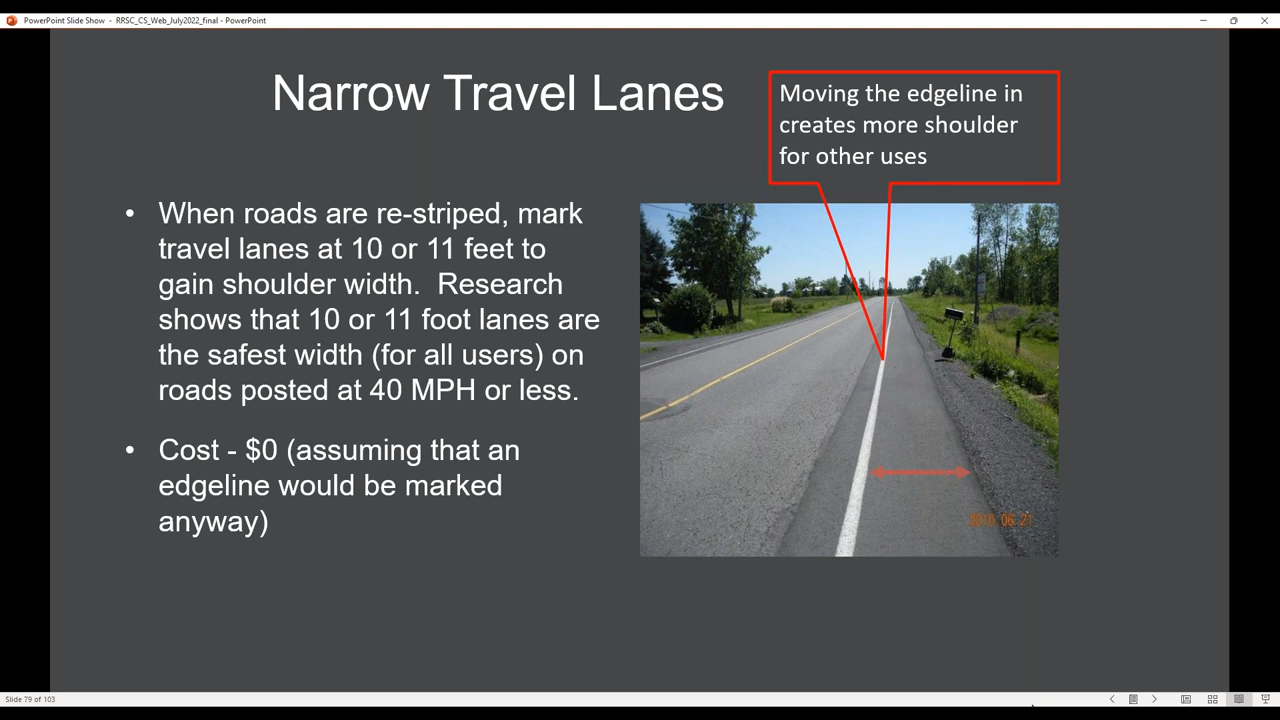 PowerPoint Slide Show - RRSC_CS_Web_July2022_final - PowerPoint
Narrow Travel Lanes
Moving the edgeline in
creates more shoulder
for other uses
• When roads are re-striped, mark
travel lanes at 10 or 11 feet to
gain shoulder width. Research
shows that 10 or 11 foot lanes are
the safest width (for all users) on
roads posted at 40 MPH or less.
• Cost - $0 (assuming that an
edgeline would be marked
anyway)
2010 06 21
Slide 79 of 103